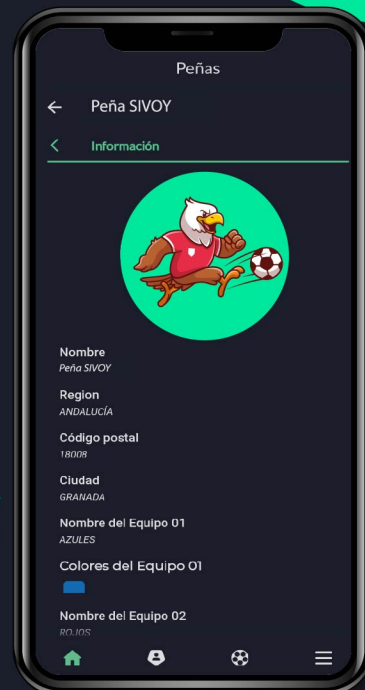 Peñas
Peña SIVOY
Información
Nombre
Peña SIVOY
Region
ANDALUCÍA
Código postal
18008
Ciudad
GRANADA
Nombre del Equipo 01
AZULES
Colores del Equipo 01
Nombre del Equipo 02
ROJOS